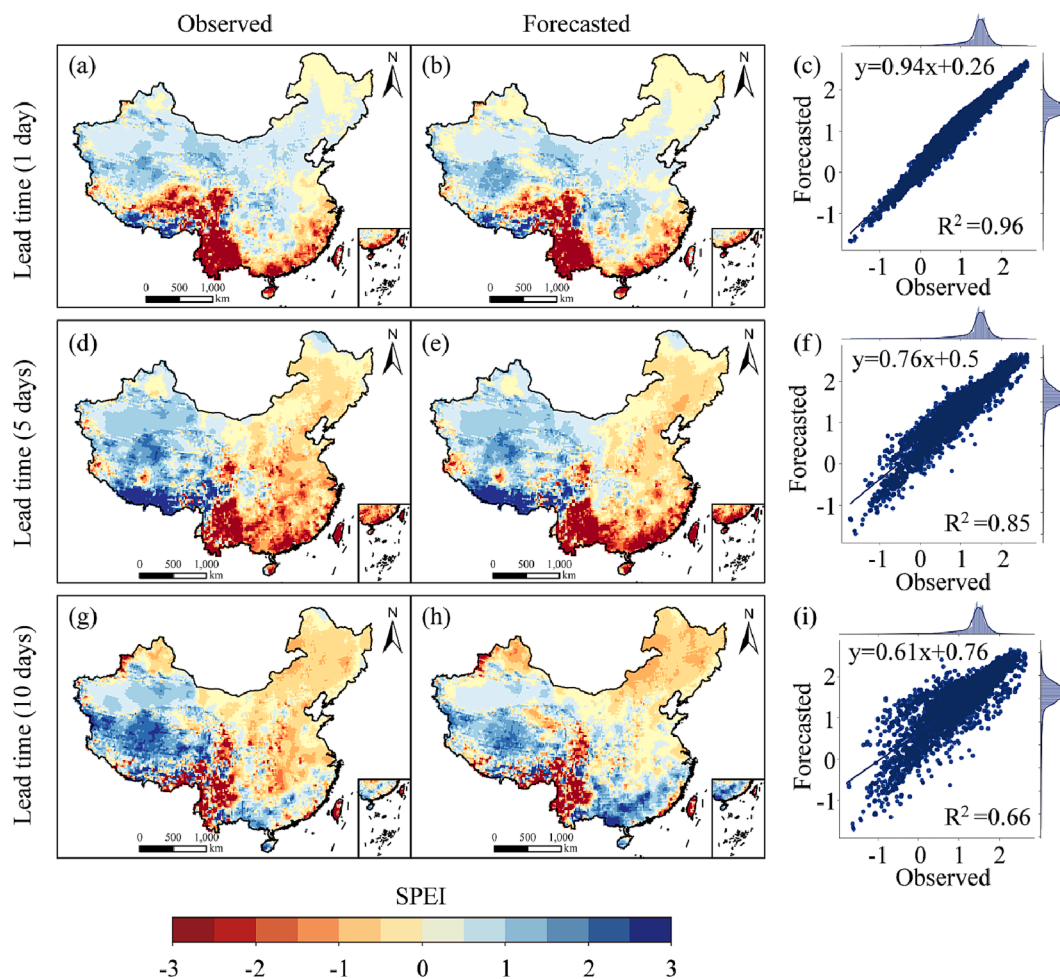 Observed
Forecasted
Lead time (1 day)
(a)
N
0 500 1,000
km
(b)
N
0 500 1,000
km
(c)
y=0.94x+0.26
R²=0.96
Forecasted
2
1
0
-1
-1 0 1 2
Observed
Lead time (5 days)
(d)
N
0 500 1,000
km
(e)
N
0 500 1,000
km
(f)
y=0.76x+0.5
R²=0.85
Forecasted
2
1
0
-1
-1 0 1 2
Observed
Lead time (10 days)
(g)
N
0 500 1,000
km
(h)
N
0 500 1,000
km
(i)
y=0.61x+0.76
R²=0.66
Forecasted
2
1
0
-1
-1 0 1 2
Observed
SPEI
-3 -2 -1 0 1 2 3